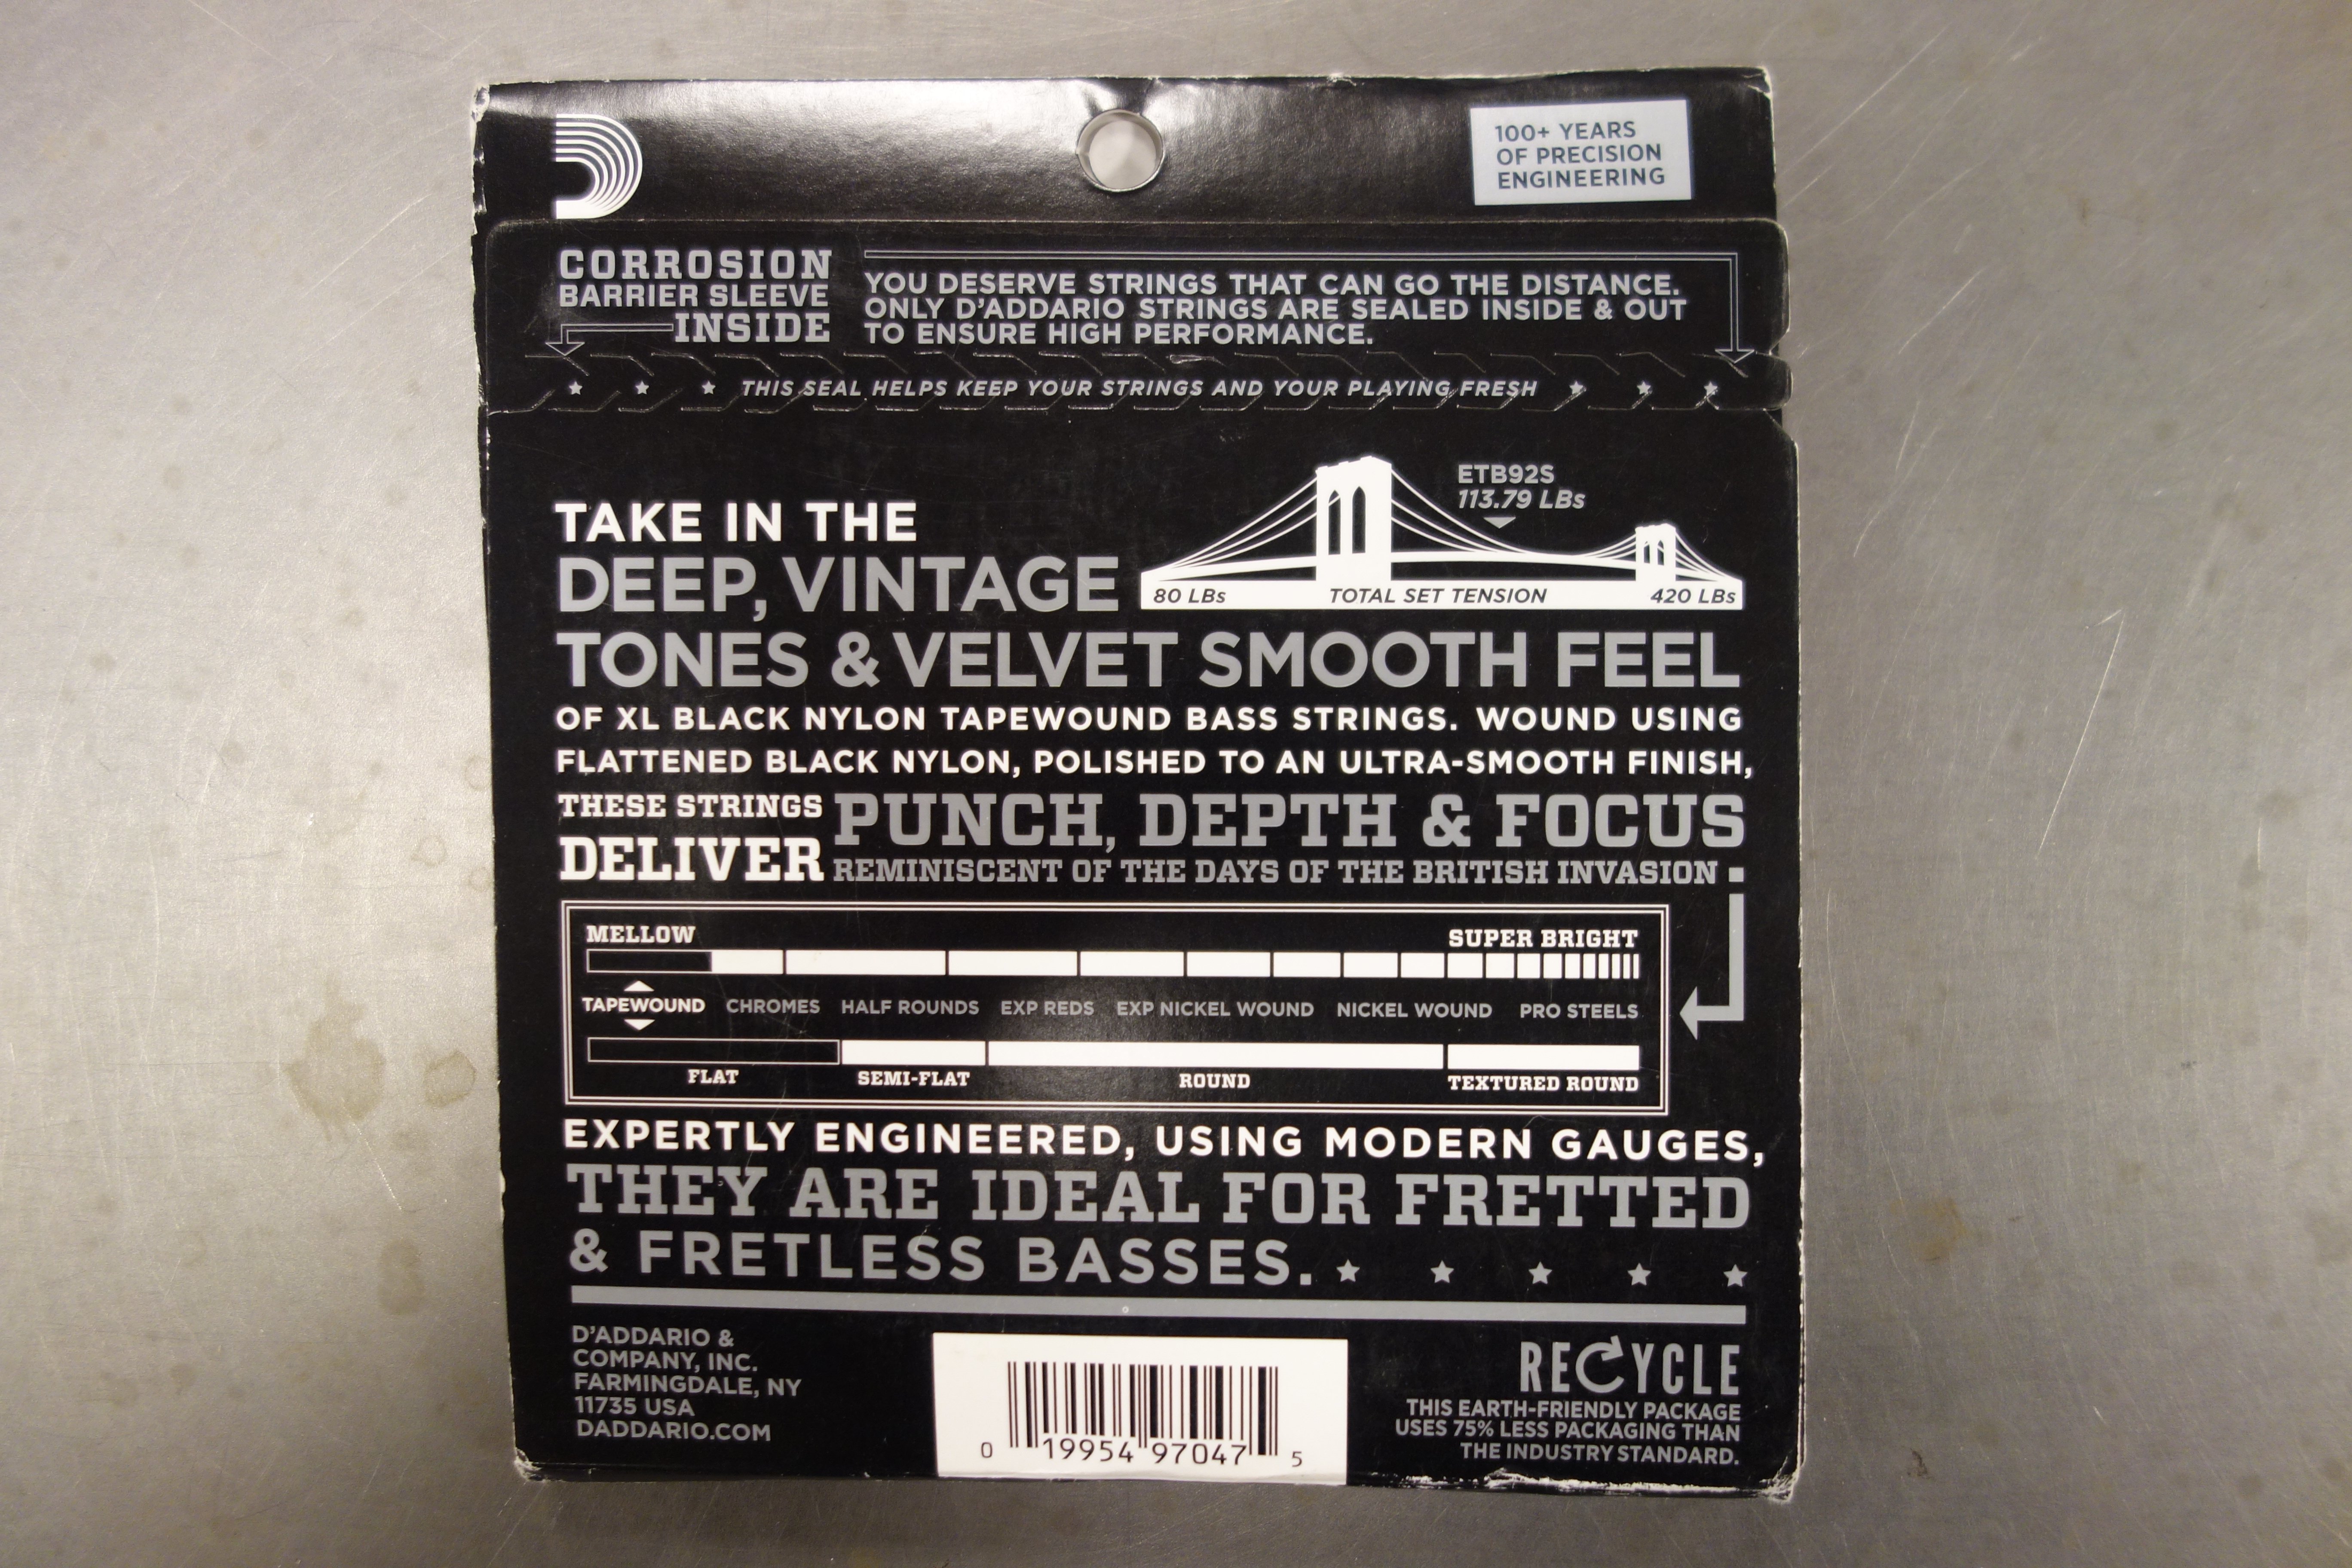 100+ YEARS
OF PRECISION
ENGINEERING
CORROSION
BARRIER SLEEVE
INSIDE
YOU DESERVE STRINGS THAT CAN GO THE DISTANCE.
ONLY D'ADDARIO STRINGS ARE SEALED INSIDE & OUT
TO ENSURE HIGH PERFORMANCE.
THIS SEAL HELPS KEEP YOUR STRINGS AND YOUR PLAYING FRESH
ETB92S
113.79 LBs
80 LBs TOTAL SET TENSION 420 LBs
TAKE IN THE
DEEP, VINTAGE
TONES & VELVET SMOOTH FEEL
OF XL BLACK NYLON TAPEWOUND BASS STRINGS. WOUND USING
FLATTENED BLACK NYLON, POLISHED TO AN ULTRA-SMOOTH FINISH,
THESE STRINGS
DELIVER
PUNCH, DEPTH & FOCUS
REMINISCENT OF THE DAYS OF THE BRITISH INVASION.
MELLOW SUPER BRIGHT
TAPEWOUND CHROMES HALF ROUNDS EXP REDS EXP NICKEL WOUND NICKEL WOUND PRO STEELS
FLAT SEMI-FLAT ROUND TEXTURED ROUND
EXPERTLY ENGINEERED, USING MODERN GAUGES,
THEY ARE IDEAL FOR FRETTED
& FRETLESS BASSES.
D'ADDARIO &
COMPANY, INC.
FARMINGDALE, NY
11735 USA
DADDARIO.COM
0 19954 97047 5
RECYCLE
THIS EARTH-FRIENDLY PACKAGE
USES 75% LESS PACKAGING THAN
THE INDUSTRY STANDARD.